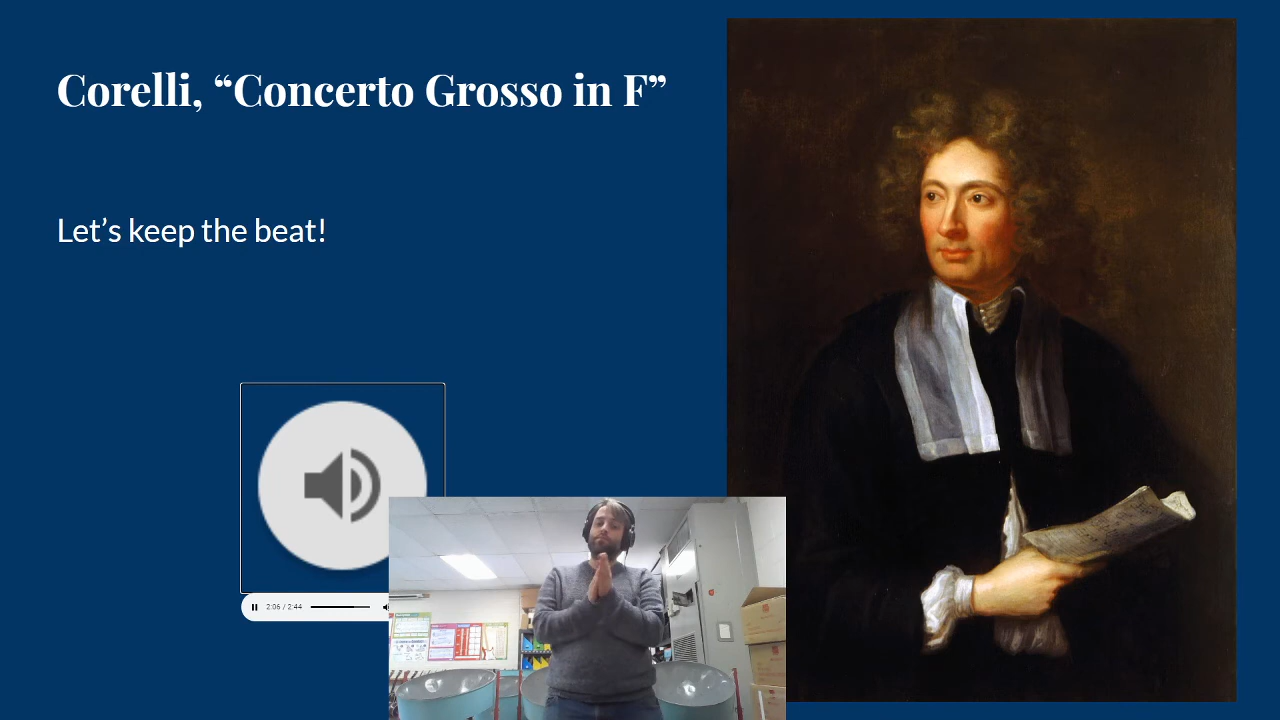 Corelli, “Concerto Grosso in F”
Let’s keep the beat!
2:06 / 2:44